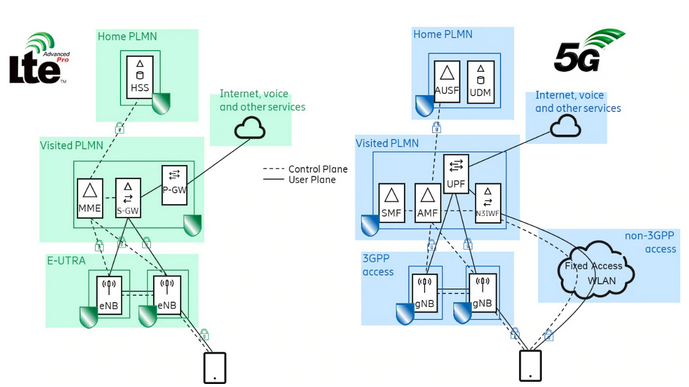 Lte
Advanced
Pro
TM
Home PLMN
HSS
Internet, voice
and other services
Visited PLMN
MME
S-GW
P-GW
E-UTRA
eNB
eNB
Control Plane
User Plane
5G
Home PLMN
AUSF
UDM
Internet, voice
and other services
Visited PLMN
UPF
SMF
AMF
N3IWF
3GPP
access
gNB
gNB
non-3GPP
access
Fixed Access
WLAN